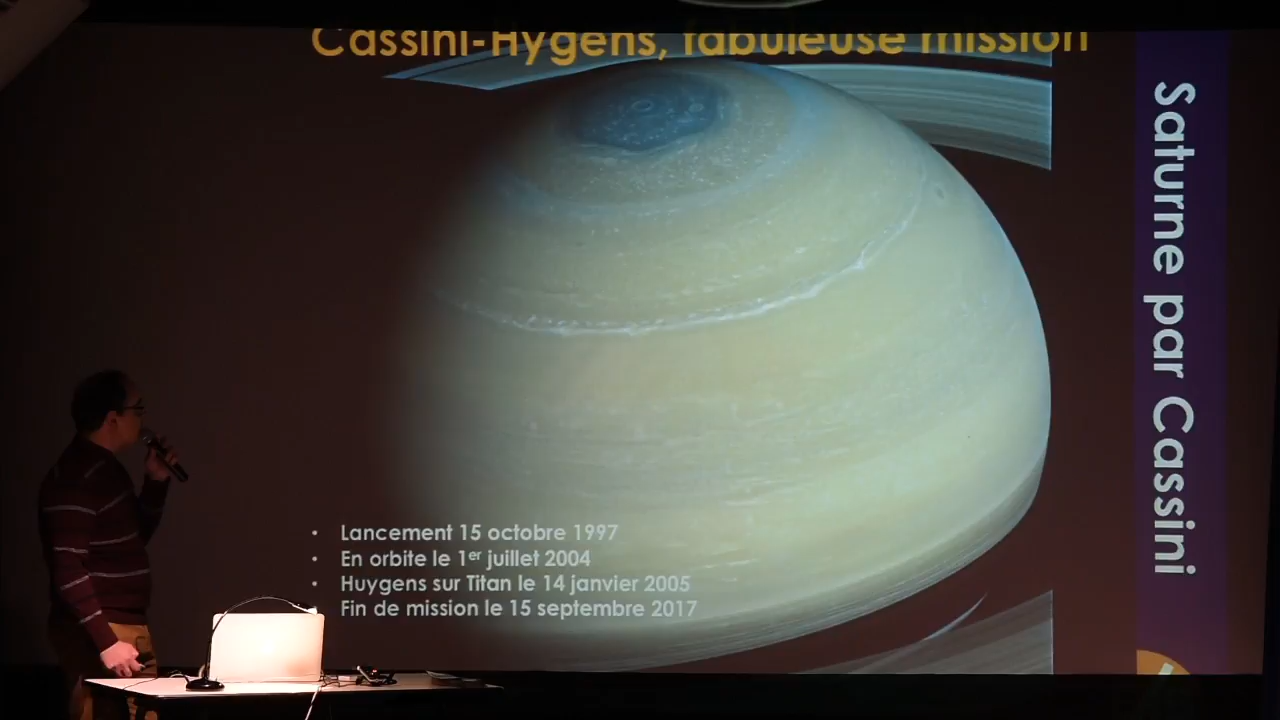 Cassini-Hygens, fabuleuse mission
Lancement 15 octobre 1997
En orbite le 1er juillet 2004
Huygens sur Titan le 14 janvier 2005
Fin de mission le 15 septembre 2017
Saturne par Cassini